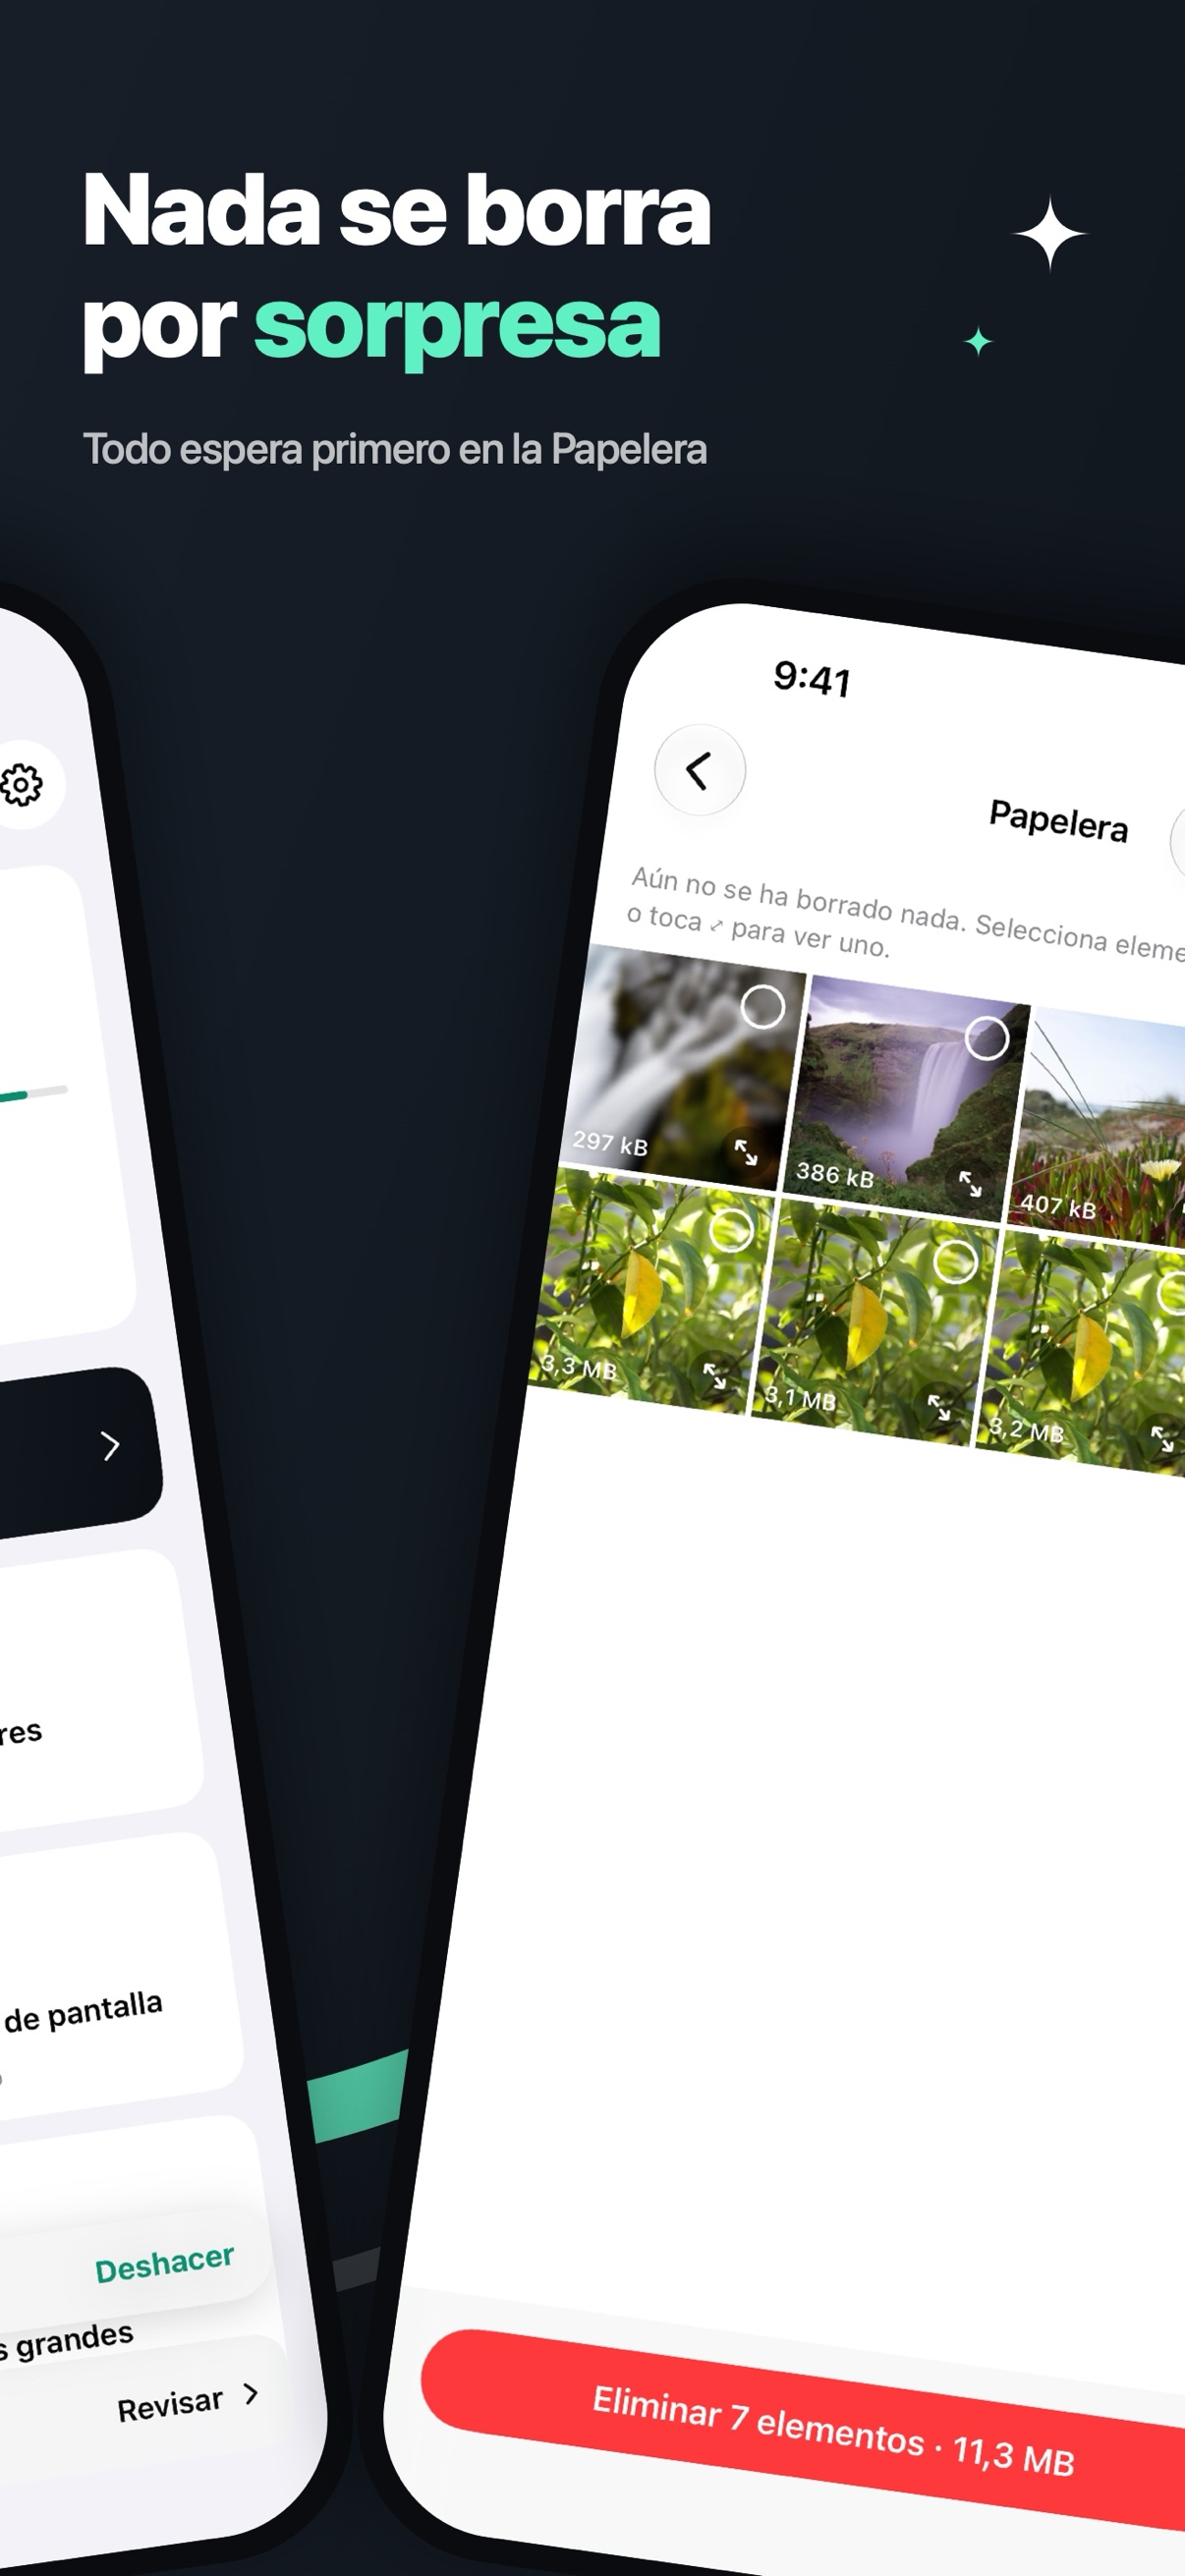 Nada se borra
por sorpresa
Todo espera primero en la Papelera
9:41
Papelera
Aún no se ha borrado nada. Selecciona eleme
o toca ⤢ para ver uno.
297 kB
386 kB
407 kB
3,3 MB
3,1 MB
3,2 MB
Eliminar 7 elementos · 11,3 MB
res
de pantalla
Deshacer
s grandes
Revisar